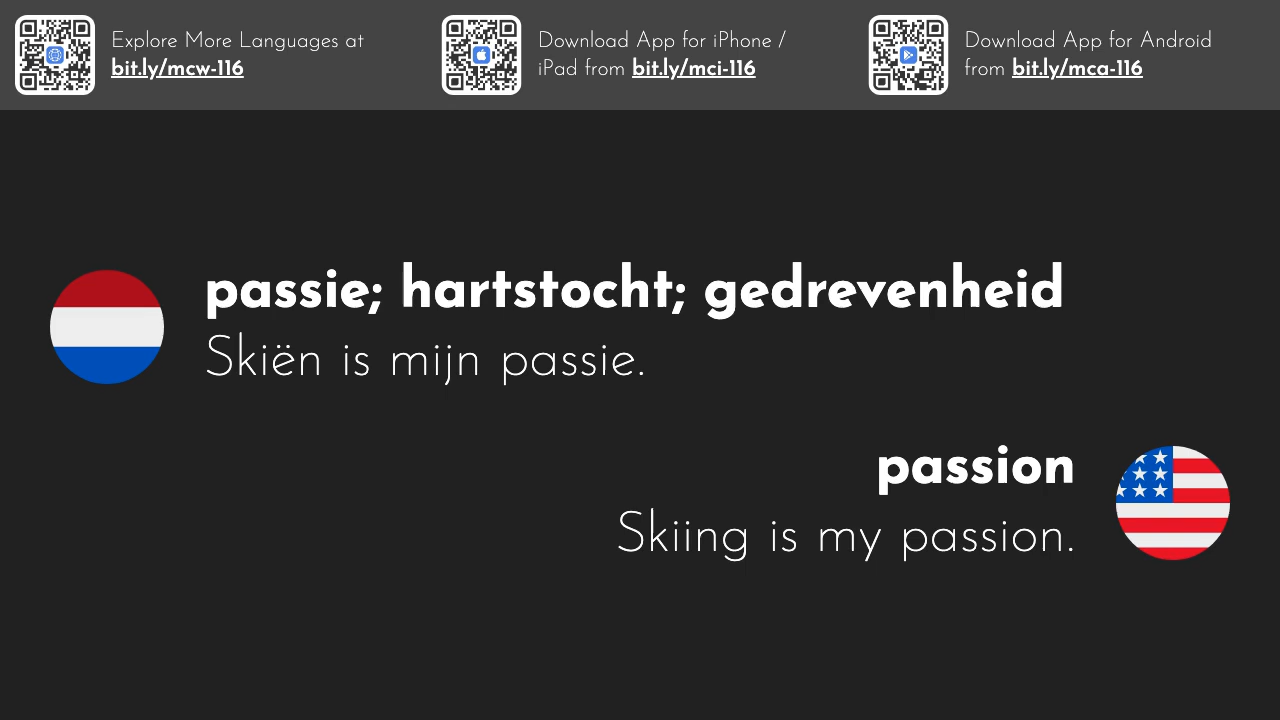 Explore More Languages at
bit.ly/mcw-116
Download App for iPhone /
iPad from bit.ly/mci-116
Download App for Android
from bit.ly/mca-116
passie; hartstocht; gedrevenheid
Skiën is mijn passie.
passion
Skiing is my passion.